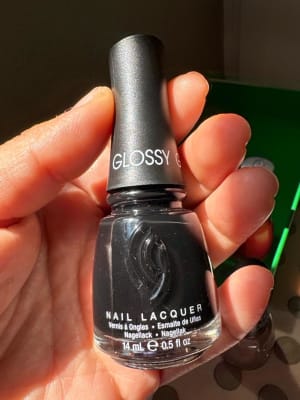 GLOSSY
NAIL LACQUER
Vernis à Ongles • Esmalte de Uñas
Nagellack • Nagellak
14 mL ℮ 0.5 fl oz